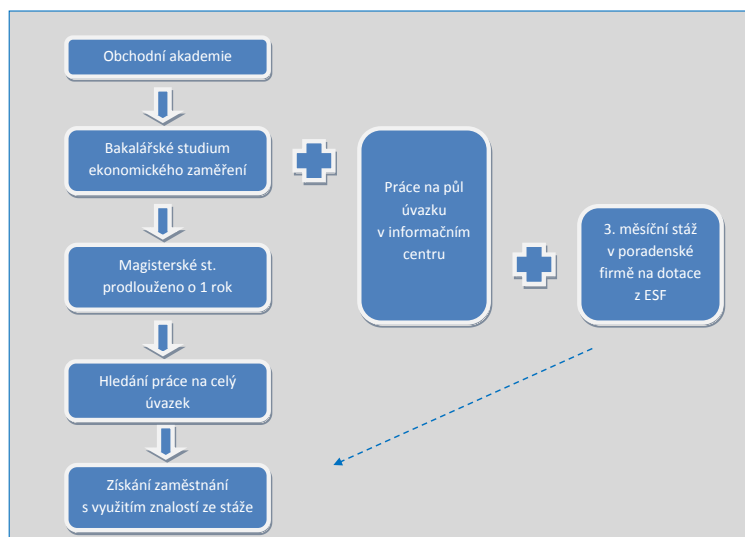 Obchodní akademie
Bakalářské studium
ekonomického zaměření
Práce na půl
úvazku
v informačním
centru
3. měsíční stáž
v poradenské
firmě na dotace
z ESF
Magisterské st.
prodlouženo o 1 rok
Hledání práce na celý
úvazek
Získání zaměstnání
s využitím znalostí ze stáže